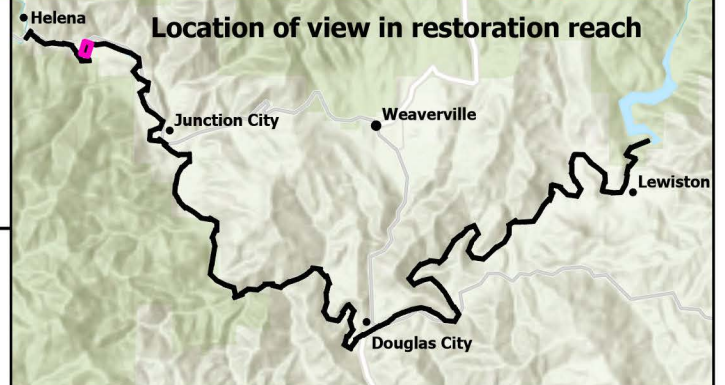 Location of view in restoration reach
Helena
Junction City
Weaverville
Lewiston
Douglas City